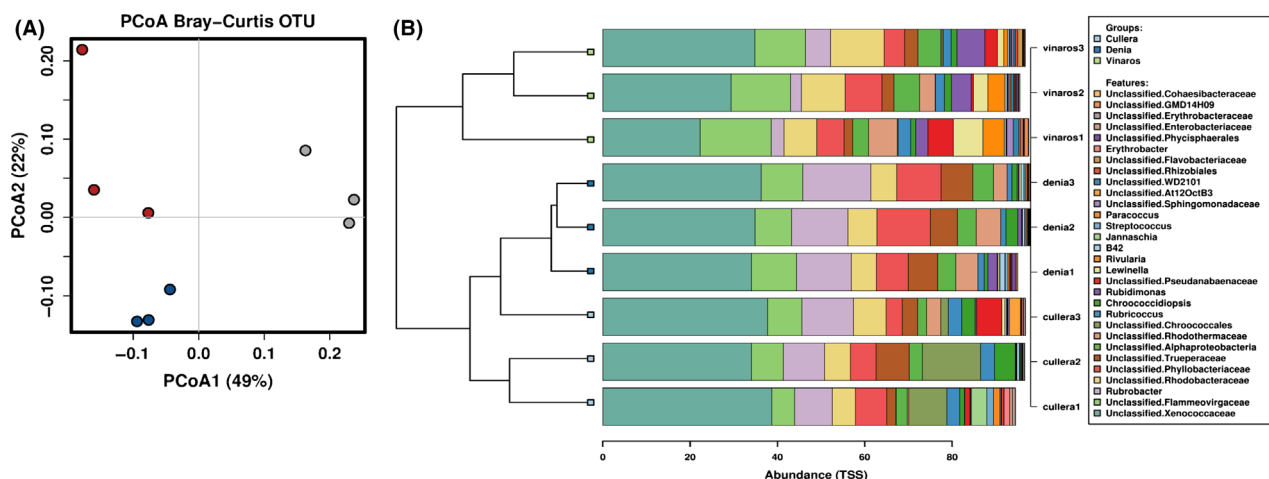 (A)
PCoA Bray−Curtis OTU
0.20
0.10
0.00
−0.10
PCoA2 (22%)
−0.1
0.0
0.1
0.2
PCoA1 (49%)
(B)
vinaros3
vinaros2
vinaros1
denia3
denia2
denia1
cullera3
cullera2
cullera1
0
20
40
60
80
Abundance (TSS)
Groups:
Cullera
Denia
Vinaros
Features:
Unclassified.Cohaesibacteraceae
Unclassified.GMD14H09
Unclassified.Erythrobacteraceae
Unclassified.Enterobacteriaceae
Unclassified.Phycisphaerales
Erythrobacter
Unclassified.Flavobacteriaceae
Unclassified.Rhizobiales
Unclassified.WD2101
Unclassified.At12OctB3
Unclassified.Sphingomonadaceae
Paracoccus
Streptococcus
Jannaschia
B42
Rivularia
Lewinella
Unclassified.Pseudanabaenaceae
Rubidimonas
Chroococcidiopsis
Rubricoccus
Unclassified.Chroococcales
Unclassified.Rhodothermaceae
Unclassified.Alphaproteobacteria
Unclassified.Trueperaceae
Unclassified.Phyllobacteriaceae
Unclassified.Rhodobacteraceae
Rubrobacter
Unclassified.Flammeovirgaceae
Unclassified.Xenococcaceae